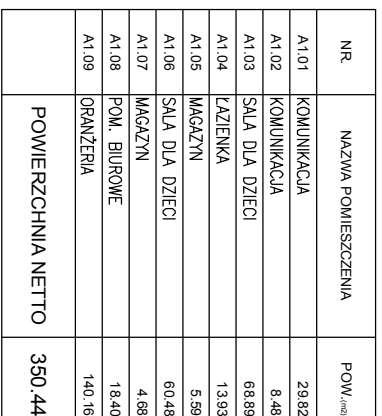 NR. NAZWA POMIESZCZENIA POW.(m2)
A1.01 KOMUNIKACJA 29.82
A1.02 KOMUNIKACJA 8.48
A1.03 SALA DLA DZIECI 68.89
A1.04 ŁAZIENKA 13.93
A1.05 MAGAZYN 5.59
A1.06 SALA DLA DZIECI 60.48
A1.07 MAGAZYN 4.68
A1.08 POM. BIUROWE 18.40
A1.09 ORANŻERIA 140.16
POWIERZCHNIA NETTO 350.44